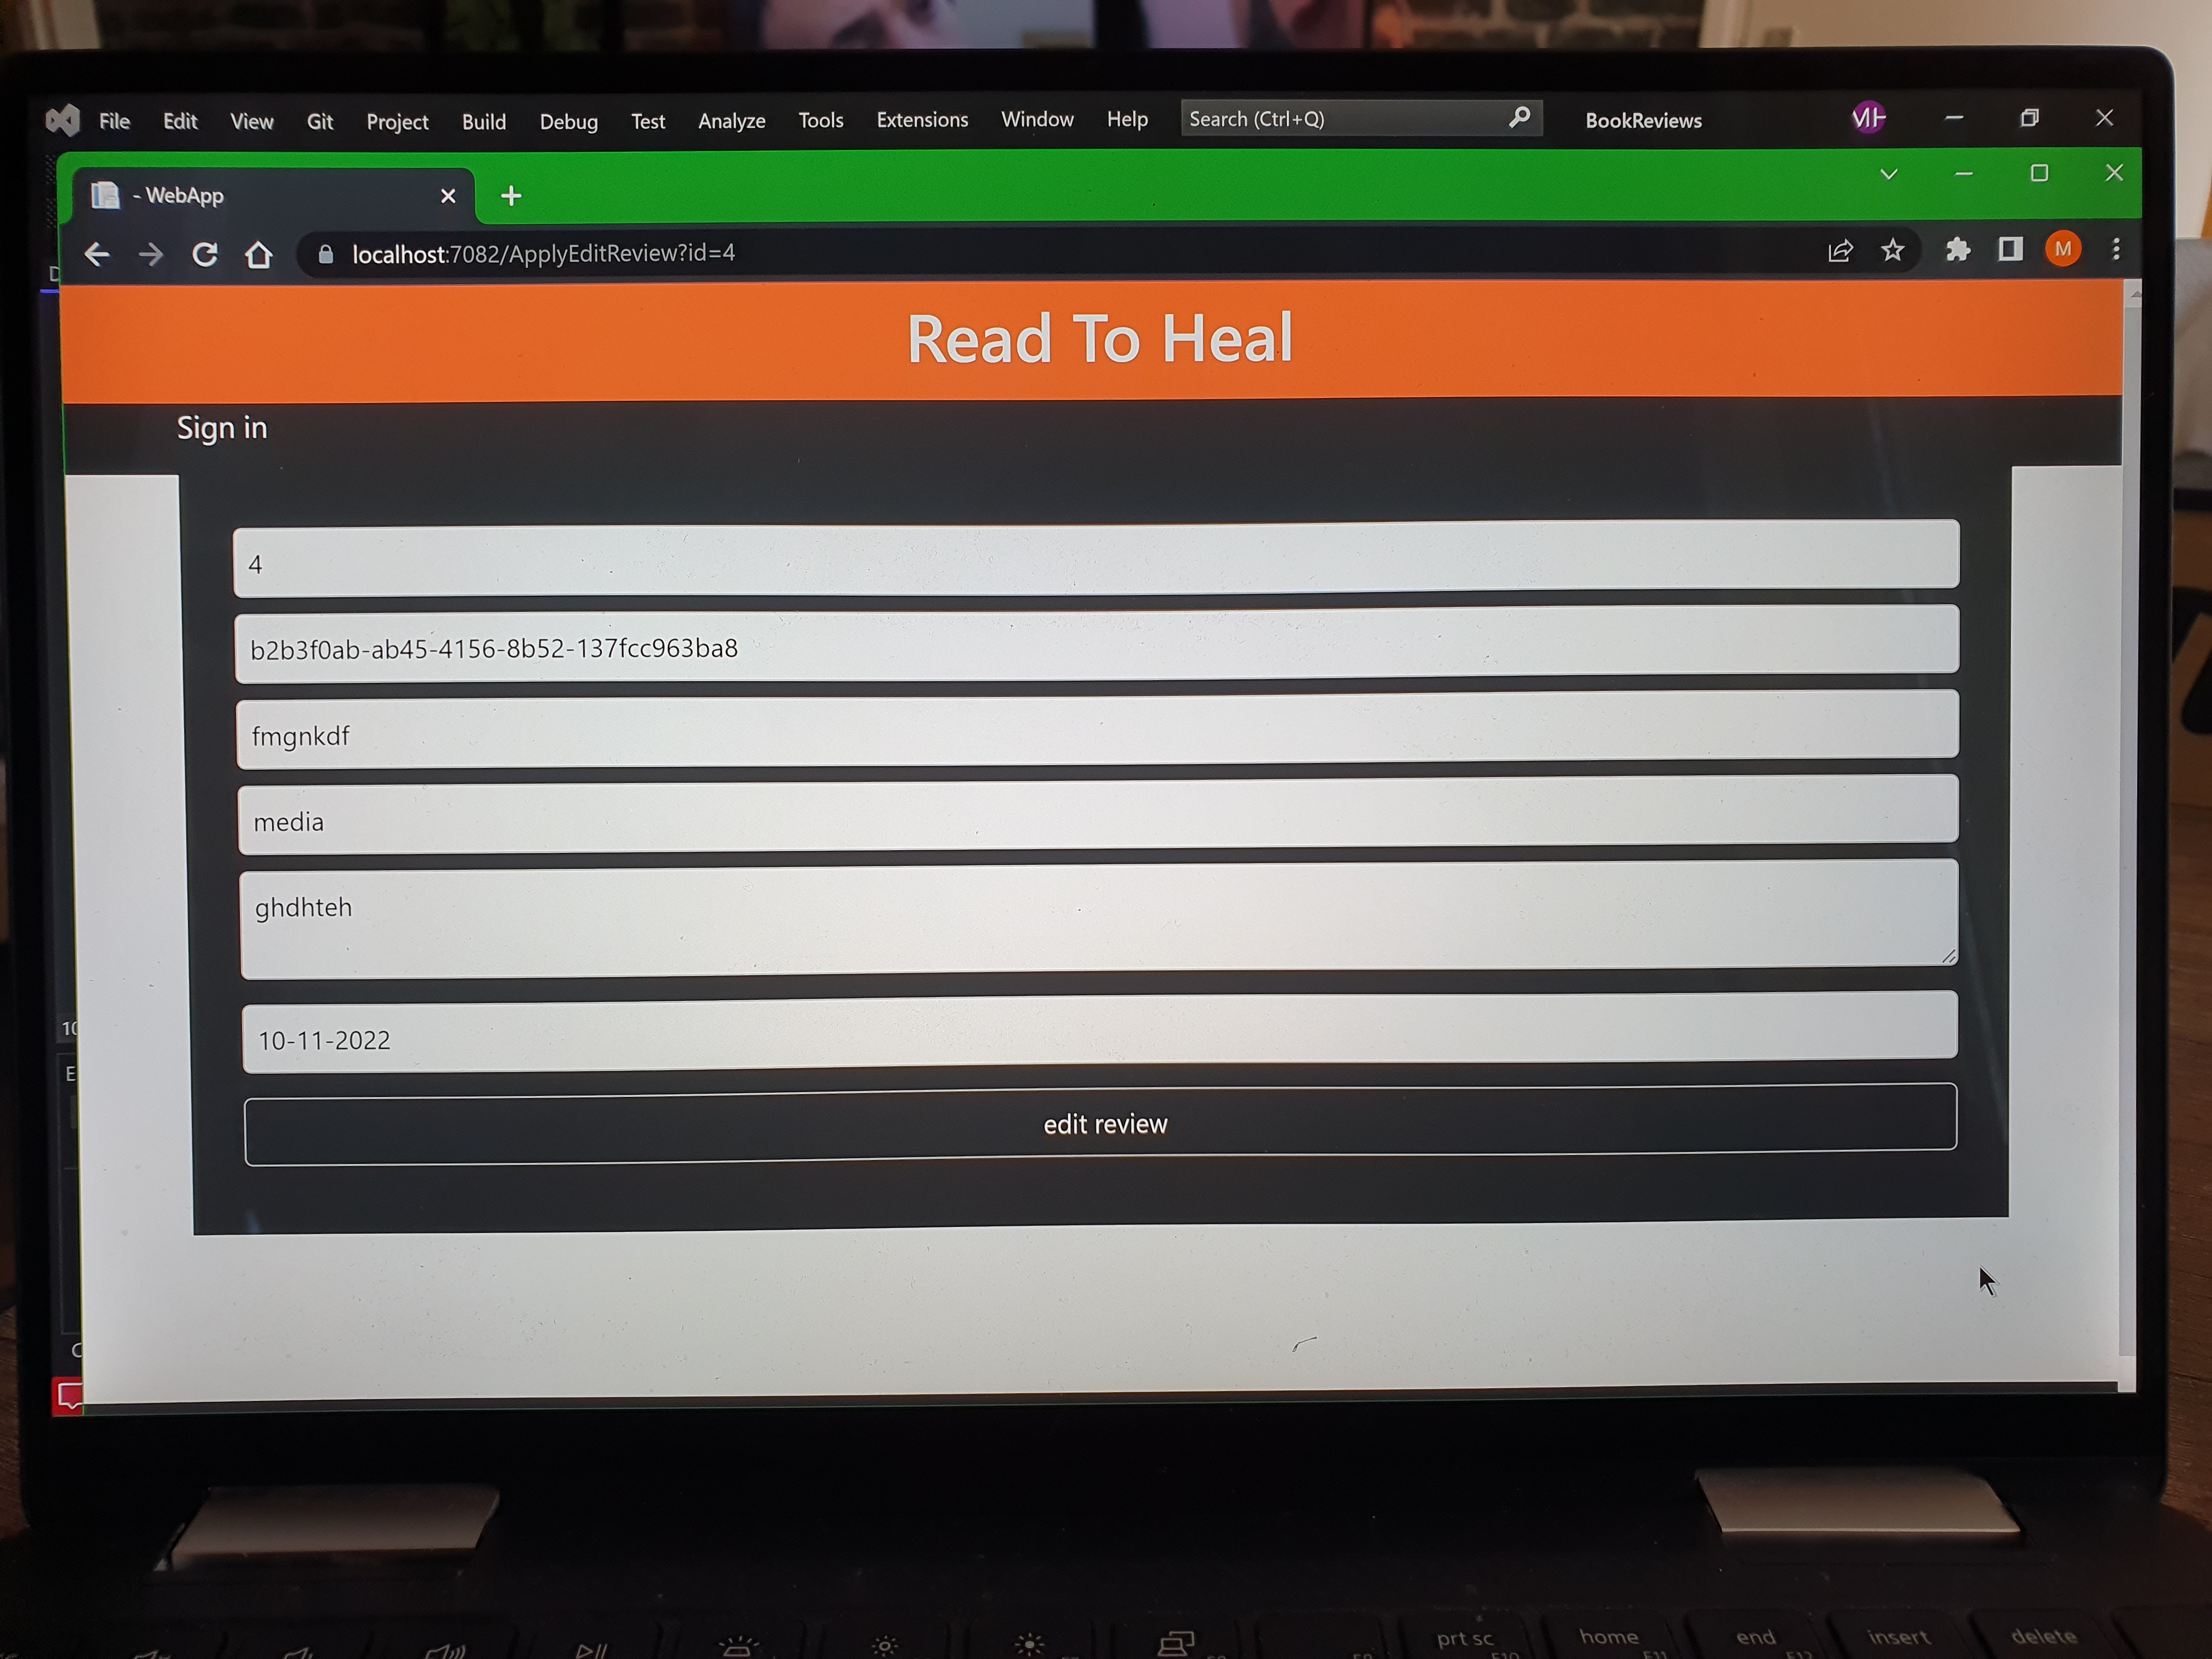 File Edit View Git Project Build Debug Test Analyze Tools Extensions Window Help Search (Ctrl+Q) BookReviews
- WebApp
localhost:7082/ApplyEditReview?id=4
M
Read To Heal
Sign in
4
b2b3f0ab-ab45-4156-8b52-137fcc963ba8
fmgnkdf
media
ghdhteh
10-11-2022
edit review
prt sc home end insert delete